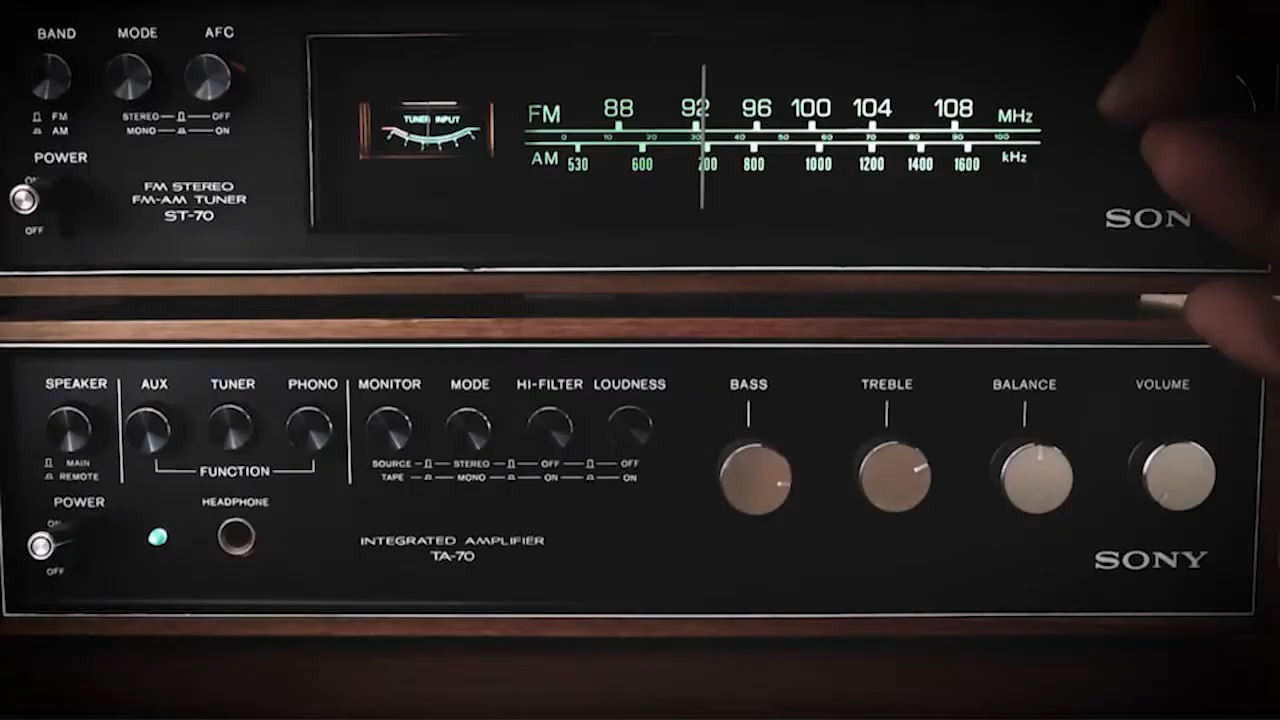 BAND MODE AFC
FM STEREO OFF
AM MONO ON
POWER
ON
OFF
FM STEREO
FM-AM TUNER
ST-70
TUNER INPUT
FM 88 92 96 100 104 108 MHz
0 10 20 30 40 50 60 70 80 90 100
AM 530 600 700 800 1000 1200 1400 1600 kHz
SON
SPEAKER AUX TUNER PHONO MONITOR MODE HI-FILTER LOUDNESS BASS TREBLE BALANCE VOLUME
MAIN SOURCE STEREO OFF OFF
REMOTE FUNCTION TAPE MONO ON ON
POWER HEADPHONE
ON
OFF
INTEGRATED AMPLIFIER
TA-70
SONY